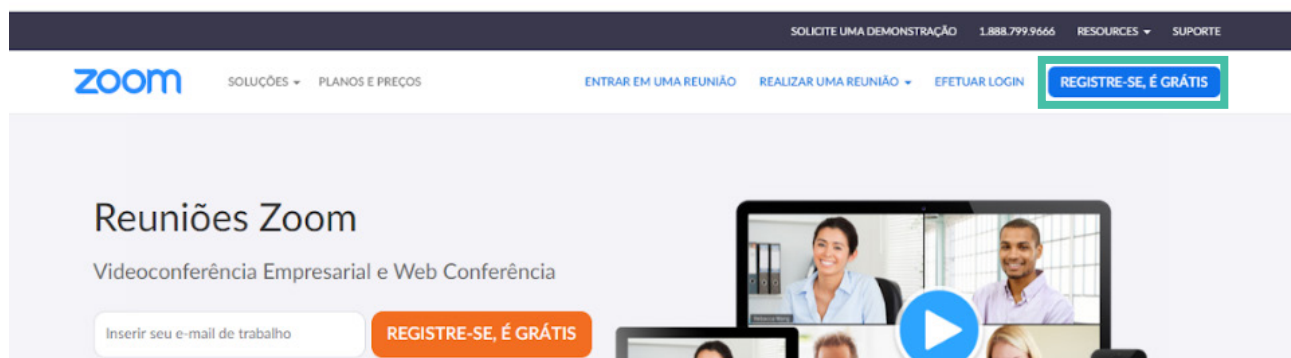 SOLICITE UMA DEMONSTRAÇÃO 1.888.799.9666 RESOURCES SUPORTE
zoom SOLUÇÕES PLANOS E PREÇOS ENTRAR EM UMA REUNIÃO REALIZAR UMA REUNIÃO EFETUAR LOGIN REGISTRE-SE, É GRÁTIS
Reuniões Zoom
Videoconferência Empresarial e Web Conferência
Inserir seu e-mail de trabalho REGISTRE-SE, É GRÁTIS